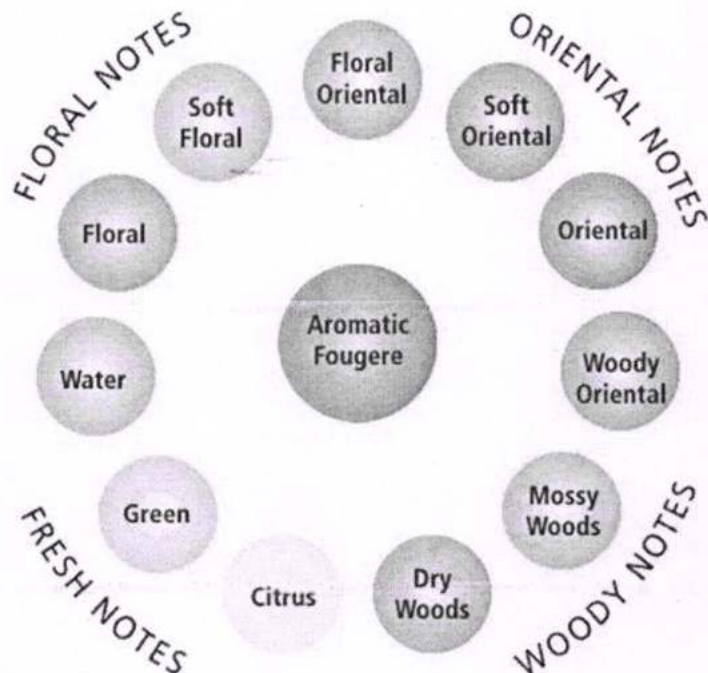 FLORAL NOTES
ORIENTAL NOTES
Floral
Oriental
Soft
Floral
Soft
Oriental
Floral
Oriental
Aromatic
Fougere
Water
Woody
Oriental
Green
Mossy
Woods
Citrus
Dry
Woods
FRESH NOTES
WOODY NOTES